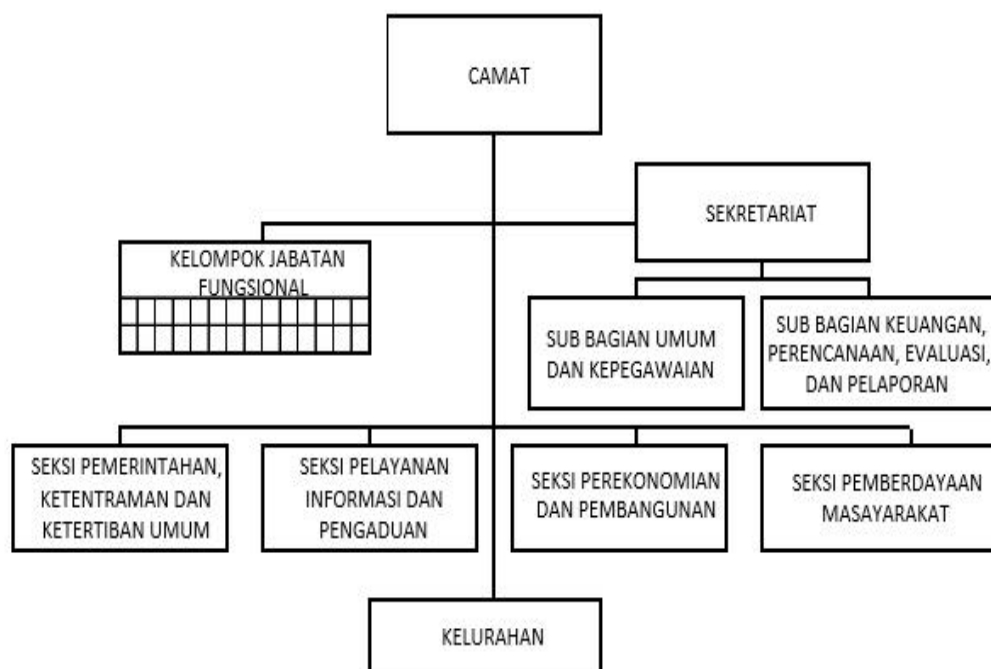 CAMAT
SEKRETARIAT
KELOMPOK JABATAN
FUNGSIONAL
SUB BAGIAN UMUM
DAN KEPEGAWAIAN
SUB BAGIAN KEUANGAN,
PERENCANAAN, EVALUASI,
DAN PELAPORAN
SEKSI PEMERINTAHAN,
KETENTRAMAN DAN
KETERTIBAN UMUM
SEKSI PELAYANAN
INFORMASI DAN
PENGADUAN
SEKSI PEREKONOMIAN
DAN PEMBANGUNAN
SEKSI PEMBERDAYAAN
MASAYARAKAT
KELURAHAN